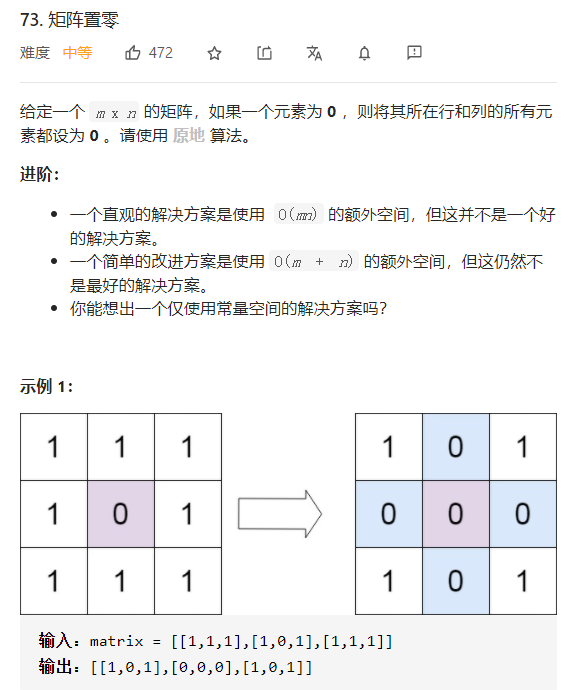 73. 矩阵置零
难度 中等 472
给定一个 m x n 的矩阵，如果一个元素为 0 ，则将其所在行和列的所有元
素都设为 0 。请使用 原地 算法。
进阶：
一个直观的解决方案是使用 O(mn) 的额外空间，但这并不是一个好
的解决方案。
一个简单的改进方案是使用 O(m + n) 的额外空间，但这仍然不
是最好的解决方案。
你能想出一个仅使用常量空间的解决方案吗？
示例 1：
1 1 1 1 0 1
1 0 1 0 0 0
1 1 1 1 0 1
输入：matrix = [[1,1,1],[1,0,1],[1,1,1]]
输出：[[1,0,1],[0,0,0],[1,0,1]]